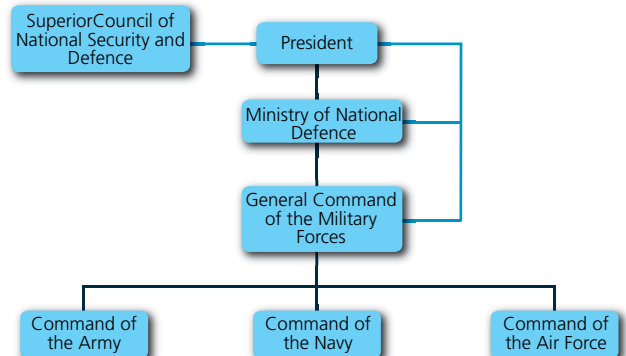 SuperiorCouncil of
National Security and
Defence
President
Ministry of National
Defence
General Command
of the Military
Forces
Command of
the Army
Command of
the Navy
Command of
the Air Force